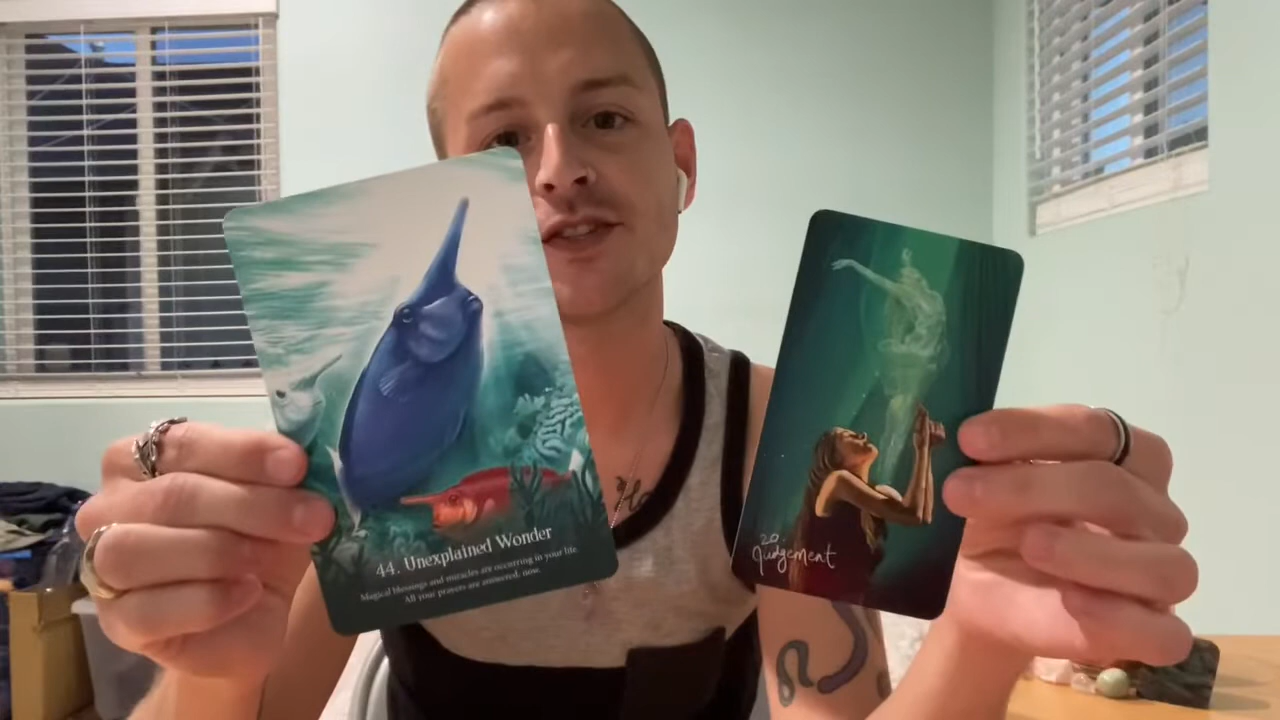 44. Unexplained Wonder
Magical blessings and miracles are occurring in your life.
All your prayers are answered, now.
20.
Judgement